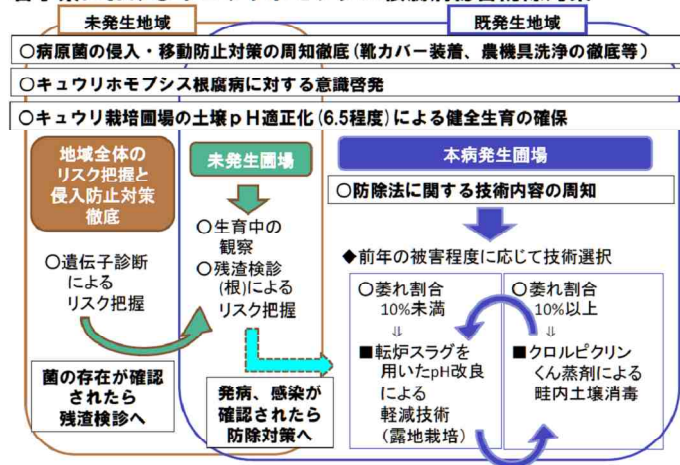 未発生地域
既発生地域
○病原菌の侵入・移動防止対策の周知徹底(靴カバー装着、農機具洗浄の徹底等)
○キュウリホモプシス根腐病に対する意識啓発
○キュウリ栽培圃場の土壌pH適正化(6.5程度)による健全生育の確保
地域全体の
リスク把握と
侵入防止対策
徹底
○遺伝子診断
による
リスク把握
菌の存在が確認
されたら
残渣検診へ
未発生圃場
○生育中の
観察
○残渣検診
(根)による
リスク把握
発病、感染が
確認されたら
防除対策へ
本病発生圃場
○防除法に関する技術内容の周知
◆前年の被害程度に応じて技術選択
○萎れ割合
10%未満
⇓
■転炉スラグを
用いたpH改良
による
軽減技術
(露地栽培)
○萎れ割合
10%以上
⇓
■クロルピクリン
くん蒸剤による
畦内土壌消毒